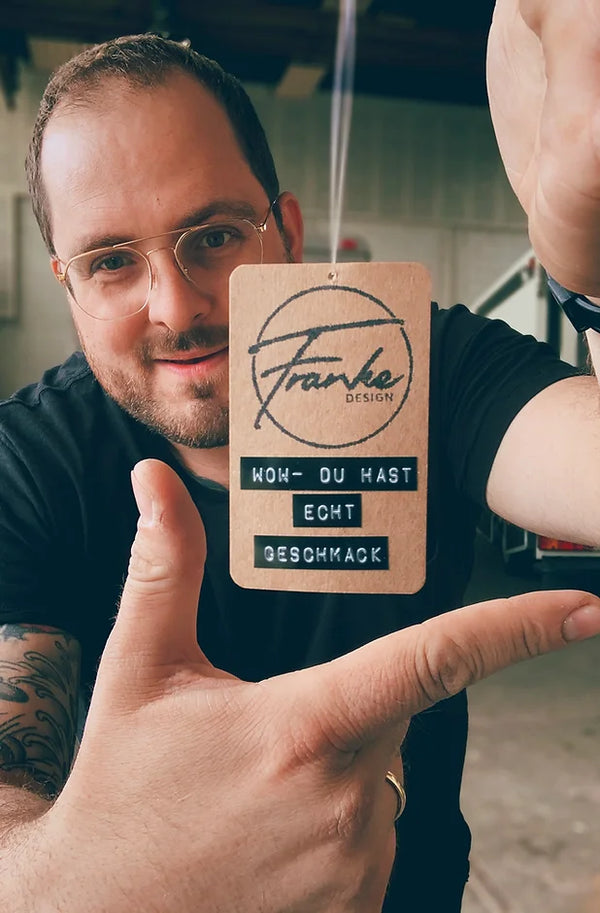 Franke
DESIGN
WOW- DU HAST
ECHT
GESCHMACK